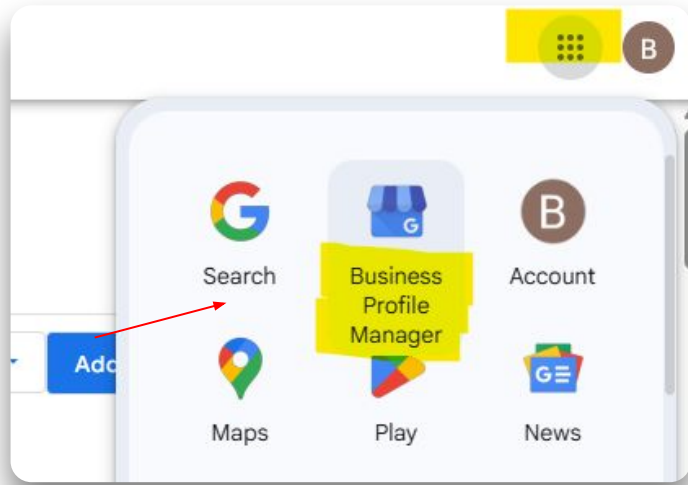 B
Search
Business
Profile
Manager
B
Account
Add
Maps
Play
News